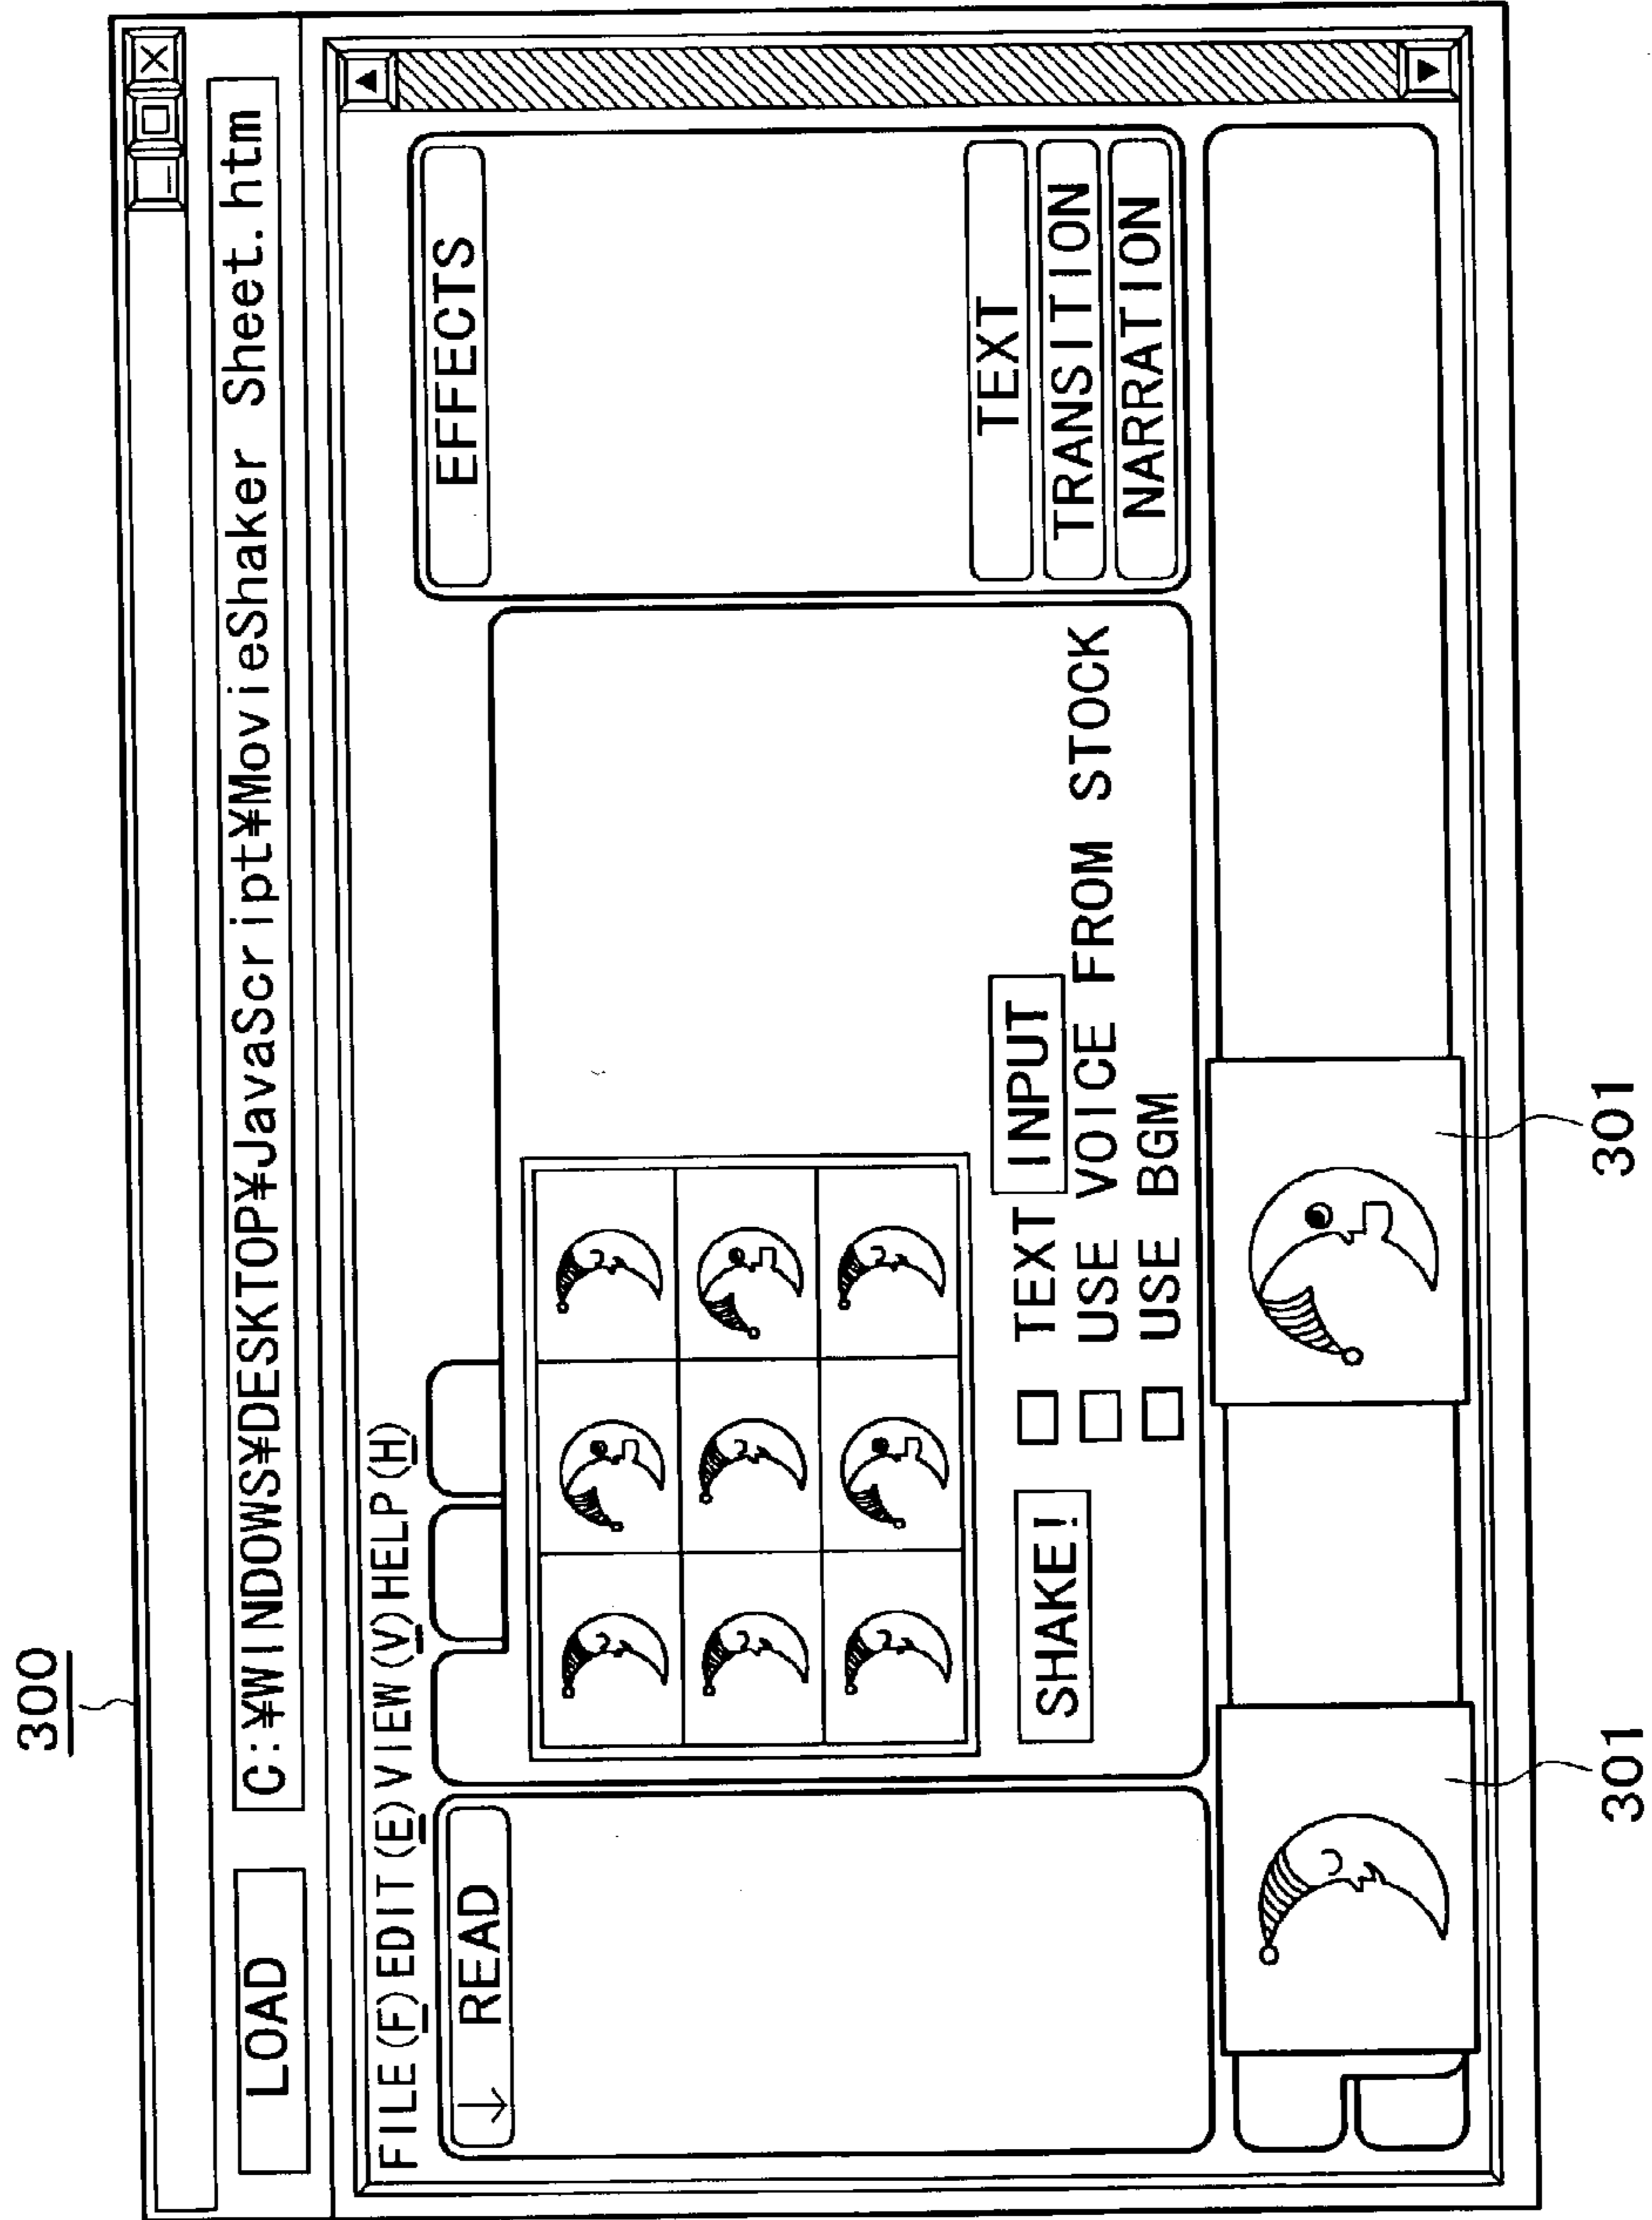 300
LOAD C:¥WINDOWS¥DESKTOP¥JavaScript¥MovieShaker Sheet.htm
FILE(F) EDIT(E) VIEW(V) HELP(H)
↓ READ
EFFECTS
SHAKE!
TEXT INPUT
USE VOICE FROM STOCK
USE BGM
TEXT
TRANSITION
NARRATION
301
301